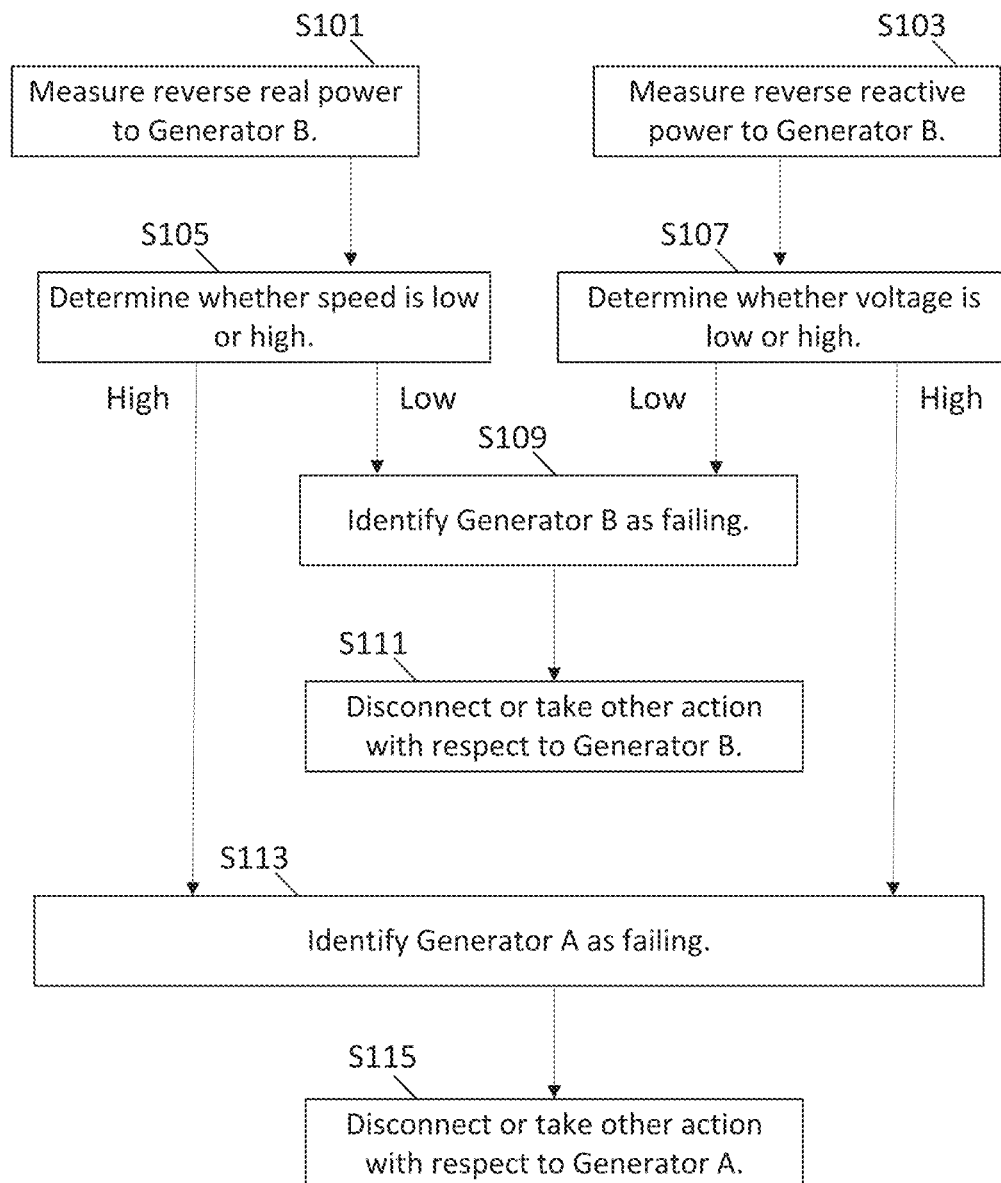 S101
S103
Measure reverse real power
to Generator B.
Measure reverse reactive
power to Generator B.
S105
S107
Determine whether speed is low
or high.
Determine whether voltage is
low or high.
High
Low
Low
High
S109
Identify Generator B as failing.
S111
Disconnect or take other action
with respect to Generator B.
S113
Identify Generator A as failing.
S115
Disconnect or take other action
with respect to Generator A.